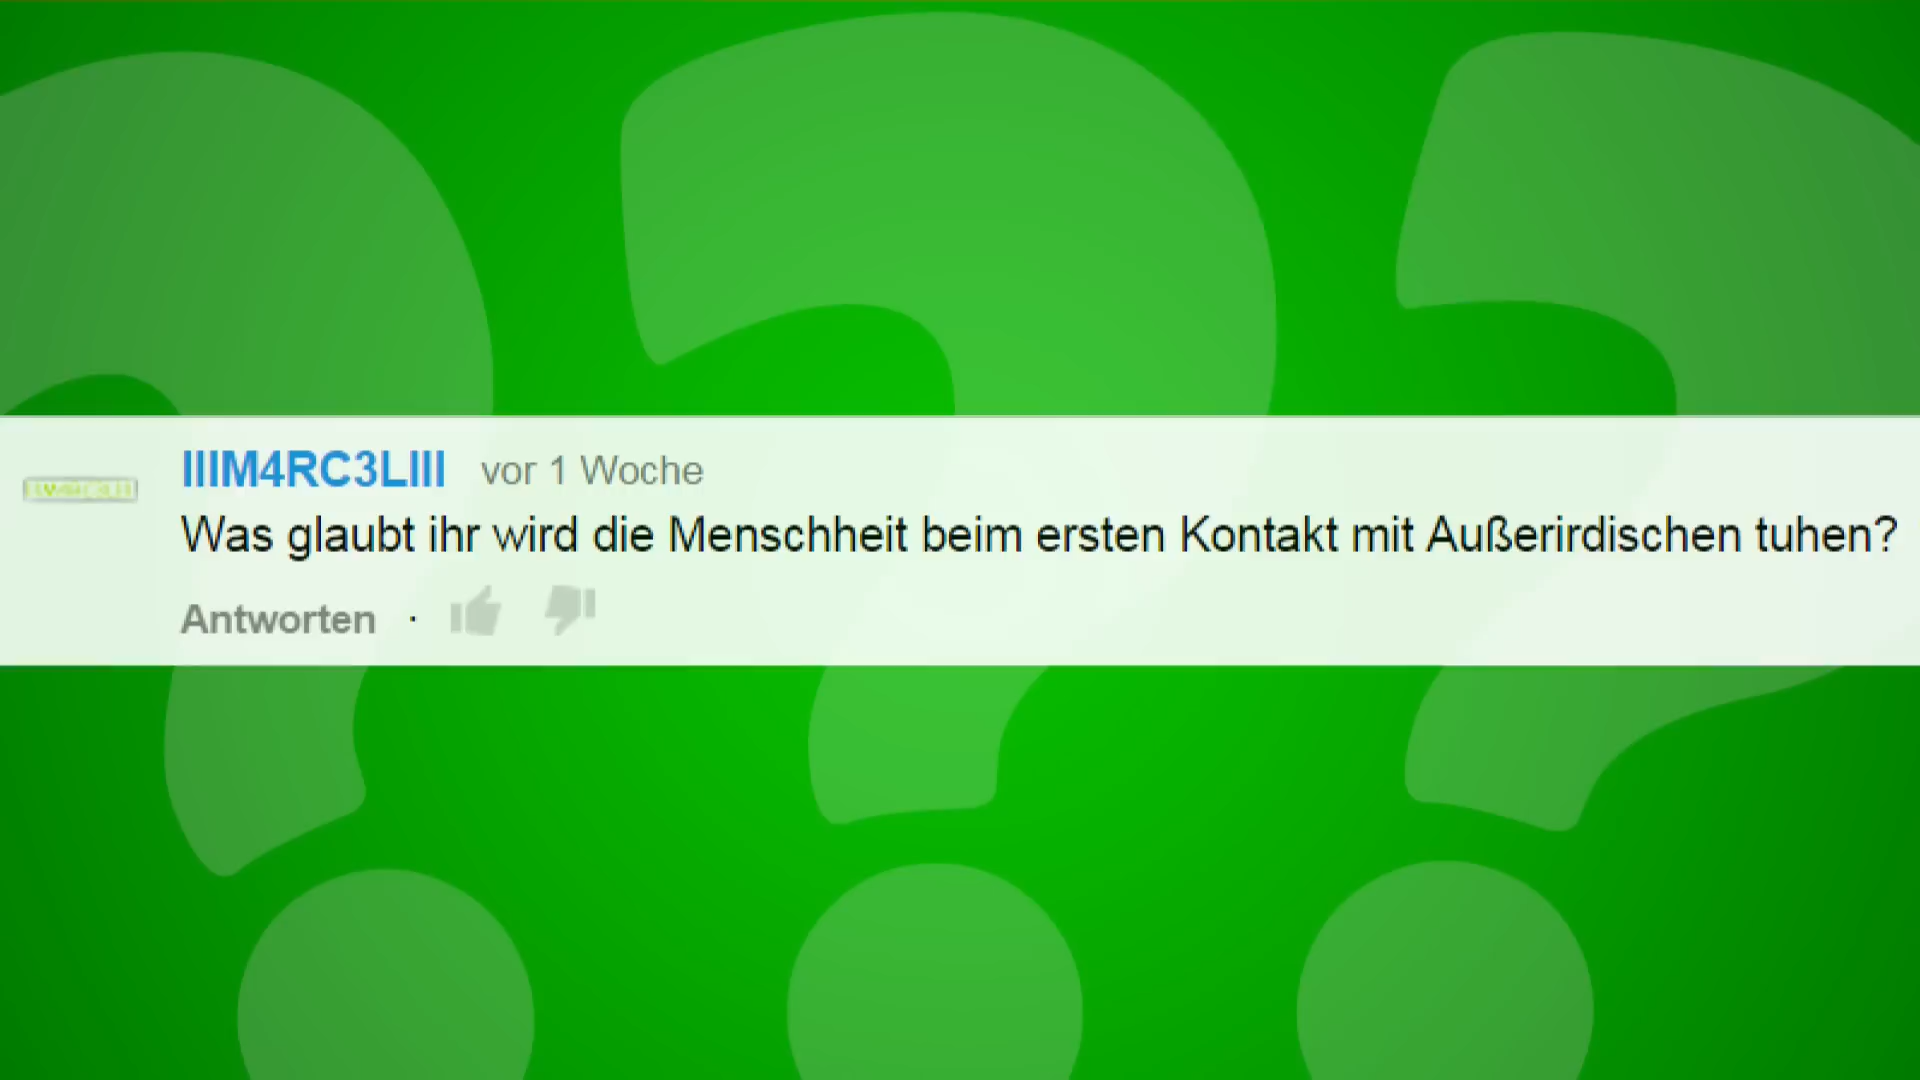 IIIM4RC3LIII vor 1 Woche
Was glaubt ihr wird die Menschheit beim ersten Kontakt mit Außerirdischen tuhen?
Antworten ·